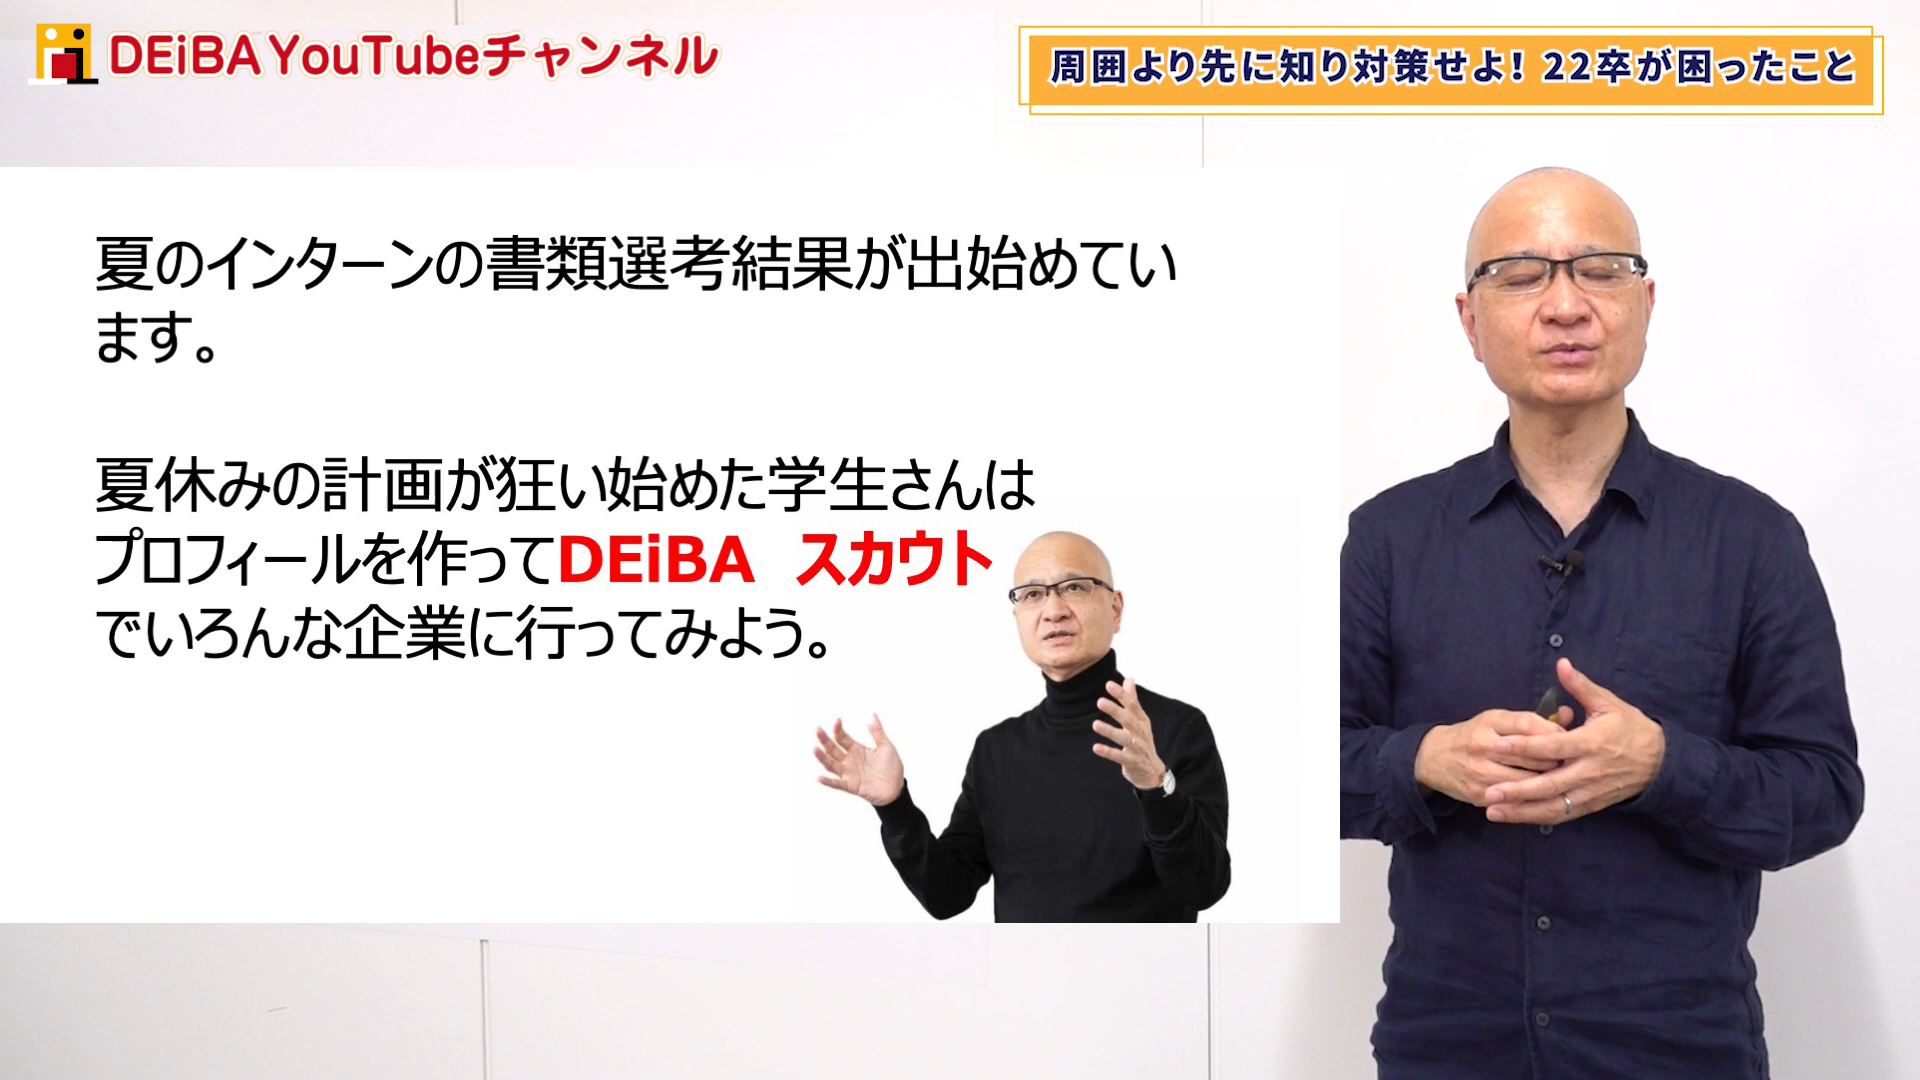 DEiBA YouTubeチャンネル
周囲より先に知り対策せよ！ 22卒が困ったこと
夏のインターンの書類選考結果が出始めてい
ます。
夏休みの計画が狂い始めた学生さんは
プロフィールを作ってDEiBA　スカウト
でいろんな企業に行ってみよう。